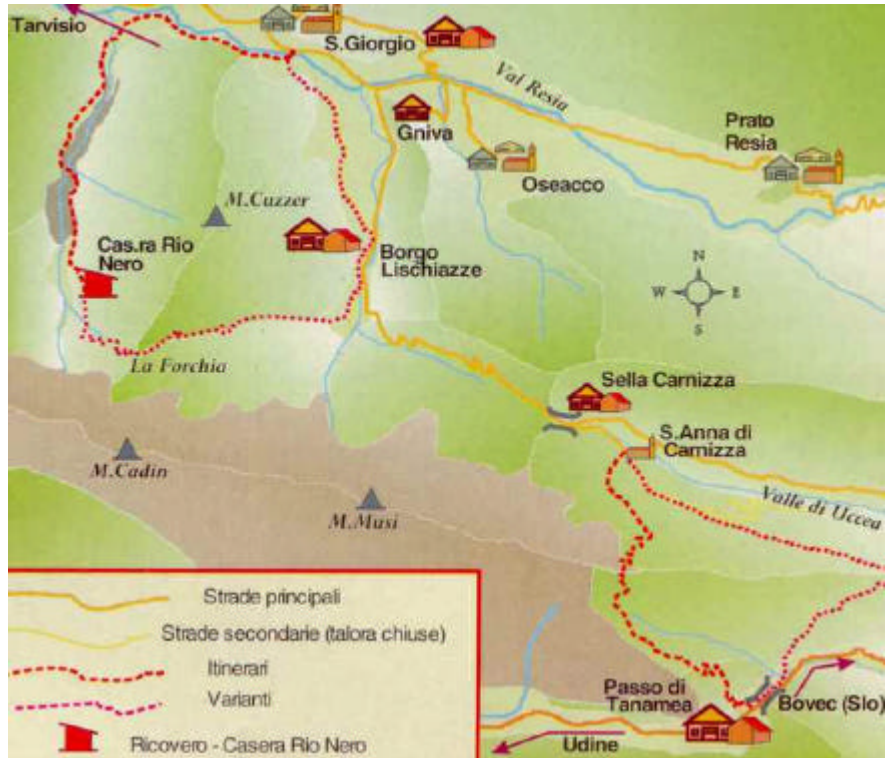 Tarvisio
S.Giorgio
Val Resia
Gniva
Prato
Resia
Oseacco
M.Cuzzer
Cas.ra Rio
Nero
Borgo
Lischiazze
N
W E
S
La Forchia
Sella Carnizza
S.Anna di
Carnizza
M.Cadin
M.Musi
Valle di Uccea
Strade principali
Strade secondarie (talora chiuse)
Itinerari
Varianti
Ricovero - Casera Rio Nero
Passo di
Tanamea
Bovec (Slo)
Udine